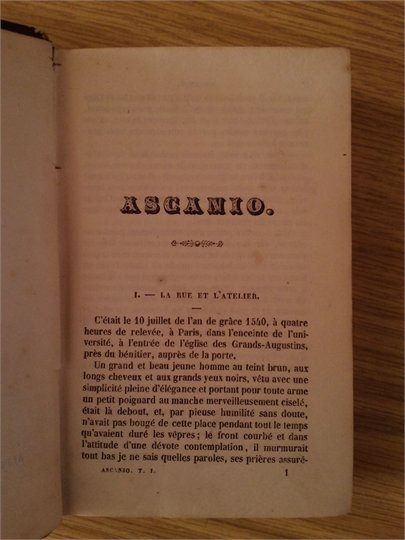 ASCANIO.
I. — LA RUE ET L'ATELIER.
C'était le 10 juillet de l'an de grâce 1540, à quatre
heures de relevée, à Paris, dans l'enceinte de l'uni-
versité, à l'entrée de l'église des Grands-Augustins,
près du bénitier, auprès de la porte.
Un grand et beau jeune homme au teint brun, aux
longs cheveux et aux grands yeux noirs, vêtu avec une
simplicité pleine d'élégance et portant pour toute arme
un petit poignard au manche merveilleusement ciselé,
était là debout, et, par pieuse humilité sans doute,
n'avait pas bougé de cette place pendant tout le temps
qu'avaient duré les vêpres; le front courbé et dans
l'attitude d'une dévote contemplation, il murmurait
tout bas je ne sais quelles paroles, ses prières assuré-
ASCANIO. T. I. 1